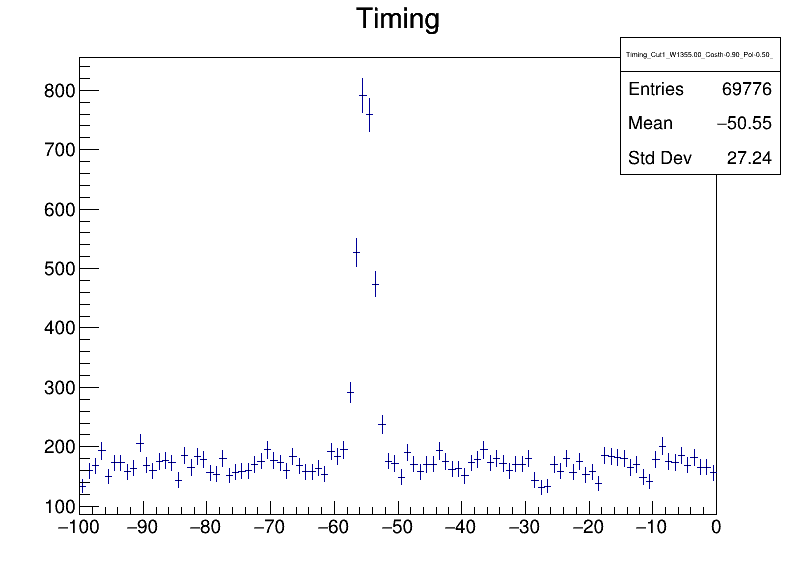 Timing
Timing_Cut1_W1355.00_Costh-0.90_Pol-0.50_
Entries 69776
Mean −50.55
Std Dev 27.24
800
700
600
500
400
300
200
100
−100 −90 −80 −70 −60 −50 −40 −30 −20 −10 0